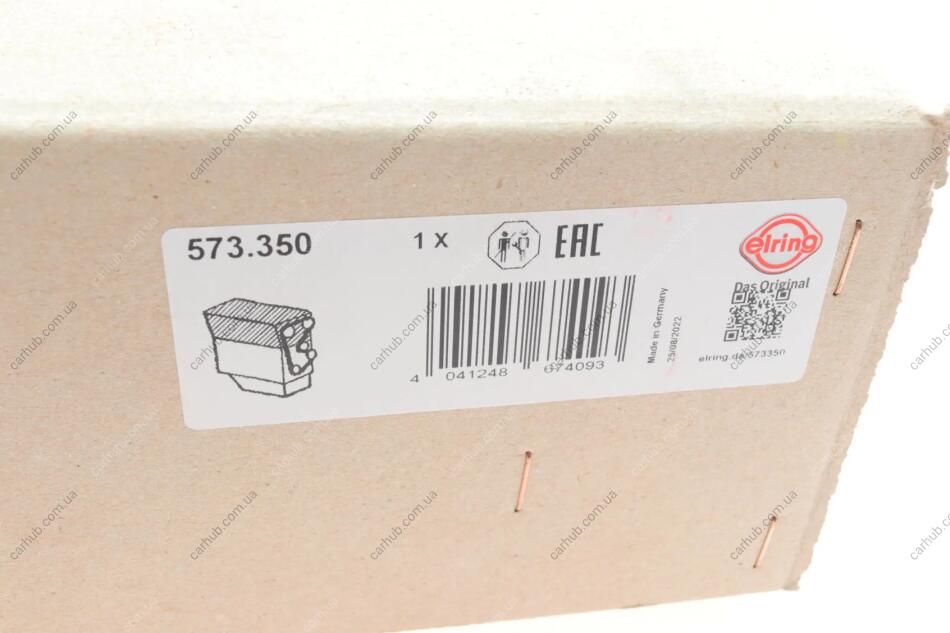 573.350
1 X
EAC
elring
Das Original
4 041248 674093
Made in Germany
25/08/2022
elring.de/573350
carhub.com.ua